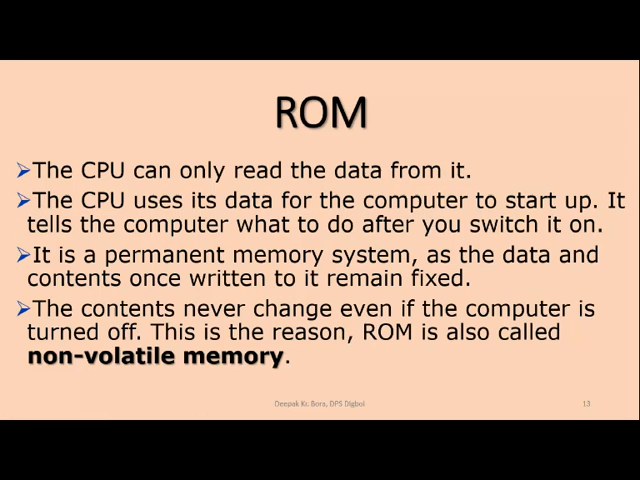 ROM
➢The CPU can only read the data from it.
➢The CPU uses its data for the computer to start up. It
tells the computer what to do after you switch it on.
➢It is a permanent memory system, as the data and
contents once written to it remain fixed.
➢The contents never change even if the computer is
turned off. This is the reason, ROM is also called
non-volatile memory.
Deepak Kr. Bora, DPS Digboi
13